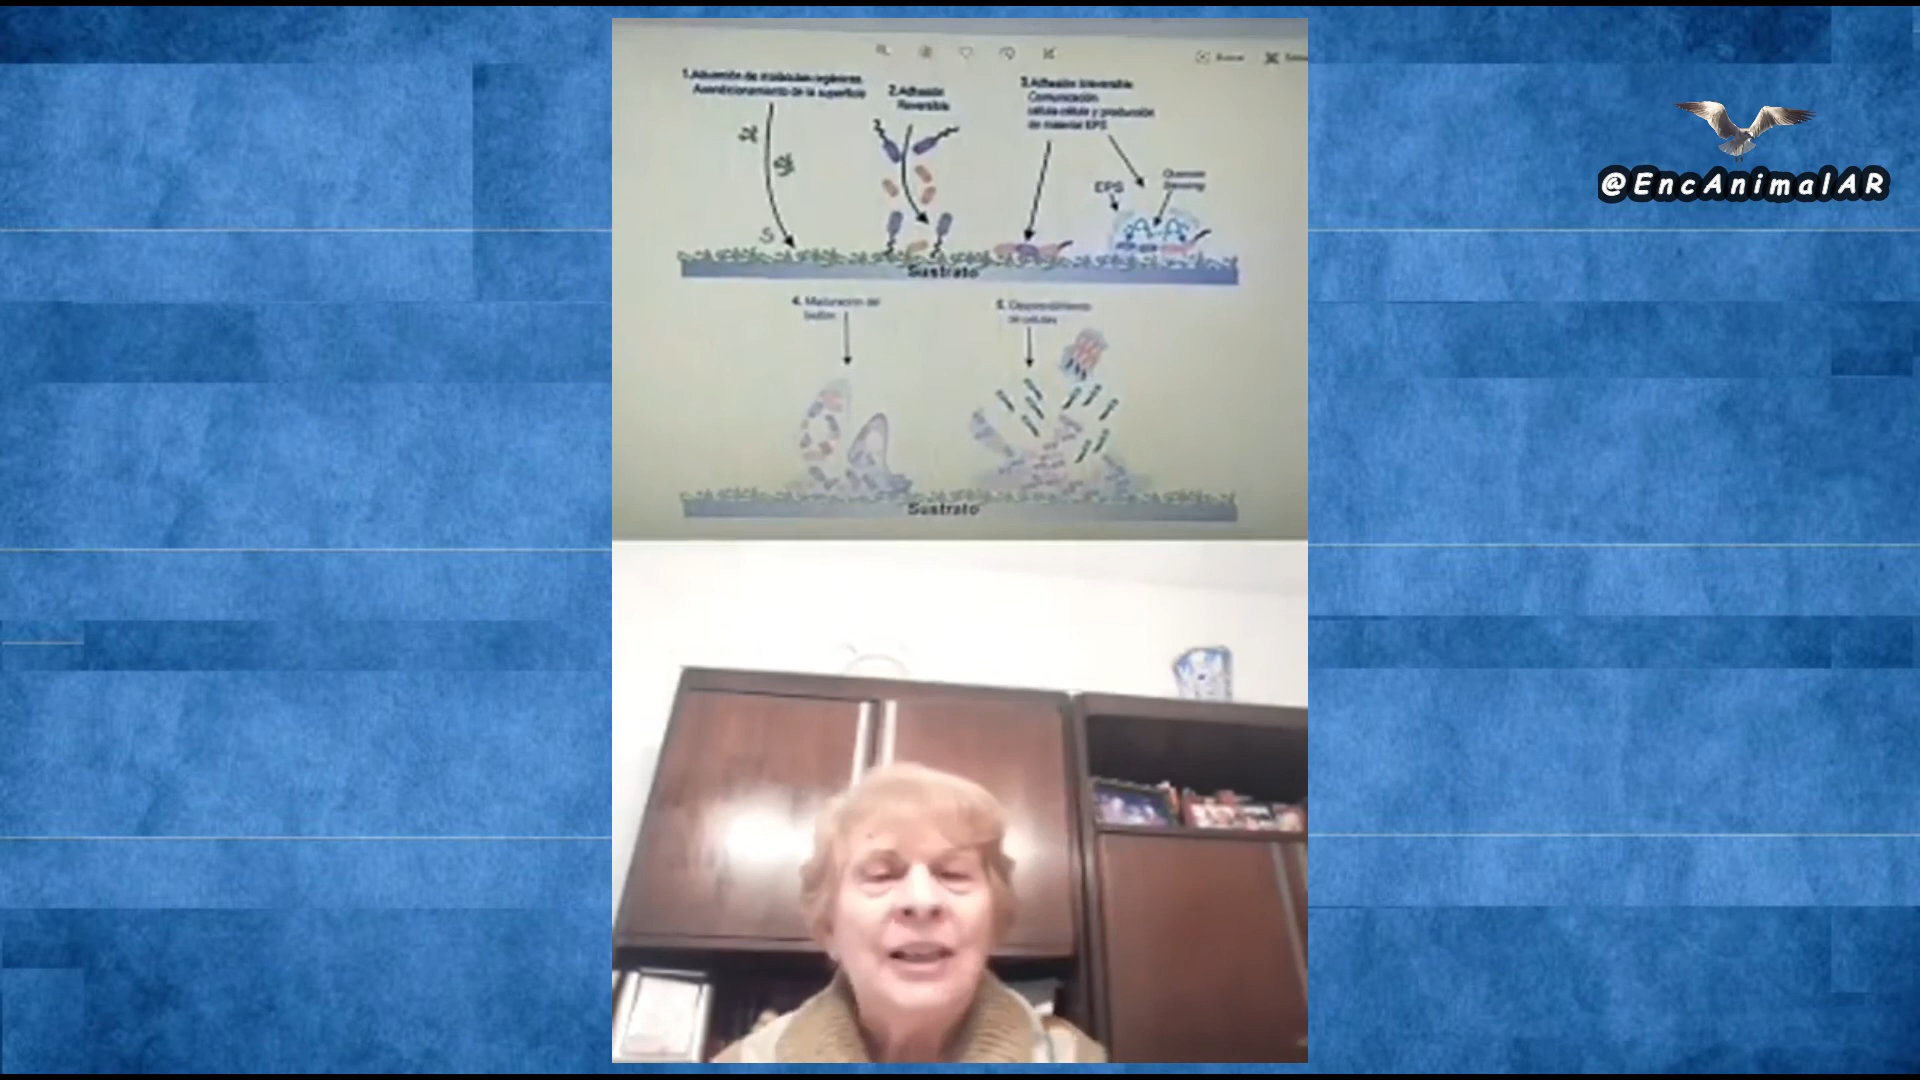 1.Adsorción de moléculas orgánicas
Acondicionamiento de la superficie
2.Adhesión
Reversible
3.Adhesión Irreversible
Comunicación
célula-célula y producción
de material EPS
EPS
Quorum
Sensing
Sustrato
4. Maduración del
biofilm
5. Desprendimiento
de células
Sustrato
Buscar
@EncAnimalAR